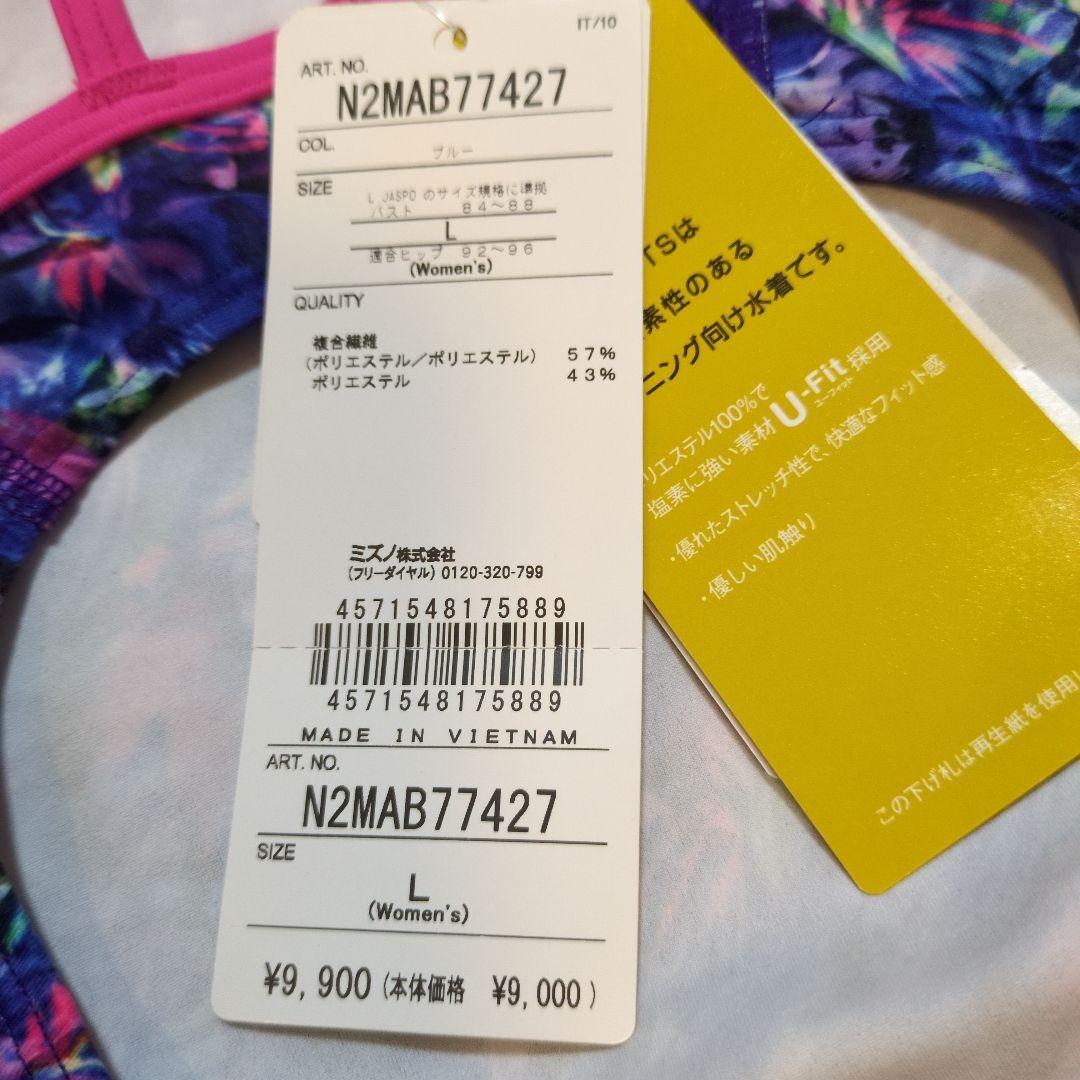 IT/10
ART. NO.
N2MAB77427
COL.
ブルー
SIZE
L JASPO のサイズ規格に準拠
バスト 84～88
L
適合ヒップ 92～96
(Women's)
QUALITY
複合繊維
(ポリエステル／ポリエステル) 57%
ポリエステル 43%
ミズノ株式会社
(フリーダイヤル) 0120-320-799
4571548175889
4571548175889
MADE IN VIETNAM
ART. NO.
N2MAB77427
SIZE
L
(Women's)
¥9,900 (本体価格 ¥9,000)
TSは
素性のある
ニング向け水着です。
リエステル100%で
塩素に強い素材 U-Fit 採用
ユーフィット
・優れたストレッチ性で、快適なフィット感
・優しい肌触り
この下げ札は再生紙を使用し